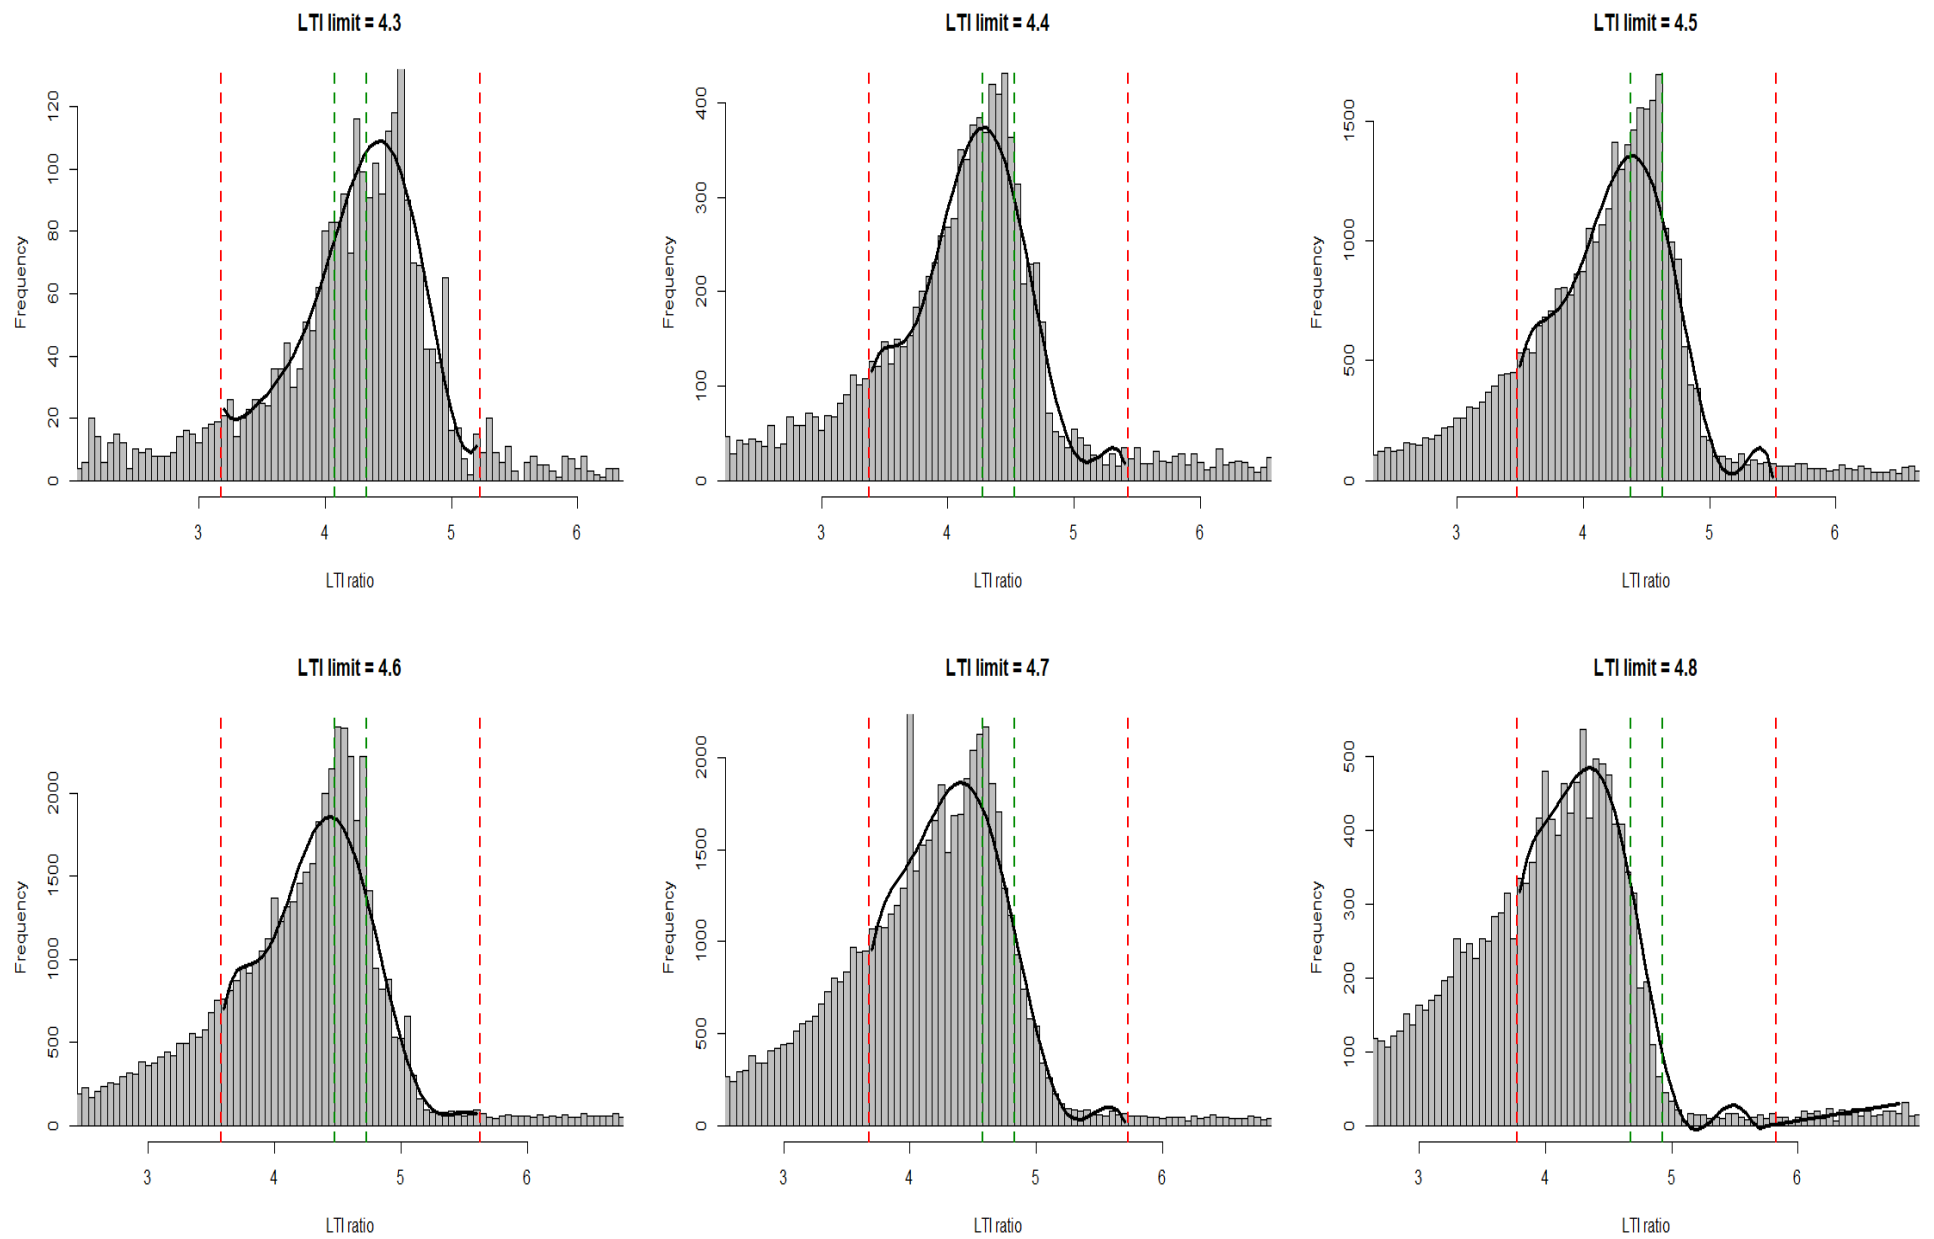 LTI limit = 4.3
Frequency
0 20 40 60 80 100 120
3 4 5 6
LTI ratio
LTI limit = 4.4
Frequency
0 100 200 300 400
3 4 5 6
LTI ratio
LTI limit = 4.5
Frequency
0 500 1000 1500
3 4 5 6
LTI ratio
LTI limit = 4.6
Frequency
0 500 1000 1500 2000
3 4 5 6
LTI ratio
LTI limit = 4.7
Frequency
0 500 1000 1500 2000
3 4 5 6
LTI ratio
LTI limit = 4.8
Frequency
0 100 200 300 400 500
3 4 5 6
LTI ratio